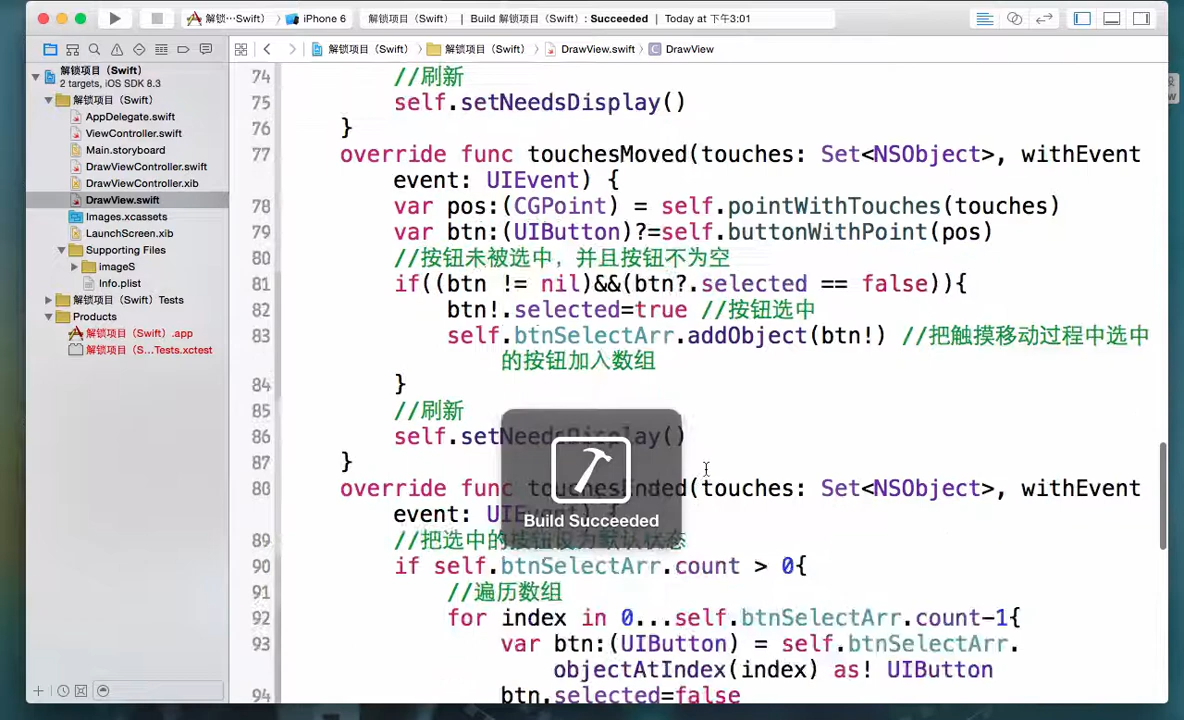 解锁…Swift） iPhone 6 解锁项目（Swift） | Build 解锁项目（Swift）: Succeeded | Today at 下午3:01
解锁项目（Swift） 解锁项目（Swift） DrawView.swift DrawView
解锁项目（Swift）
2 targets, iOS SDK 8.3
解锁项目（Swift）
AppDelegate.swift
ViewController.swift
Main.storyboard
DrawViewController.swift
DrawViewController.xib
DrawView.swift
Images.xcassets
LaunchScreen.xib
Supporting Files
imageS
Info.plist
解锁项目（Swift）Tests
Products
解锁项目（Swift）.app
解锁项目（S...Tests.xctest
74 //刷新
75 self.setNeedsDisplay()
76 }
77 override func touchesMoved(touches: Set<NSObject>, withEvent
event: UIEvent) {
78 var pos:(CGPoint) = self.pointWithTouches(touches)
79 var btn:(UIButton)?=self.buttonWithPoint(pos)
80 //按钮未被选中，并且按钮不为空
81 if((btn != nil)&&(btn?.selected == false)){
82 btn!.selected=true //按钮选中
83 self.btnSelectArr.addObject(btn!) //把触摸移动过程中选中
的按钮加入数组
84 }
85 //刷新
86 self.setNeedsDisplay()
87 }
88 override func touchesEnded(touches: Set<NSObject>, withEvent
event: UIEvent) {
Build Succeeded
89 //把选中的按钮设为默认状态
90 if self.btnSelectArr.count > 0{
91 //遍历数组
92 for index in 0...self.btnSelectArr.count-1{
93 var btn:(UIButton) = self.btnSelectArr.
objectAtIndex(index) as! UIButton
94 btn.selected=false